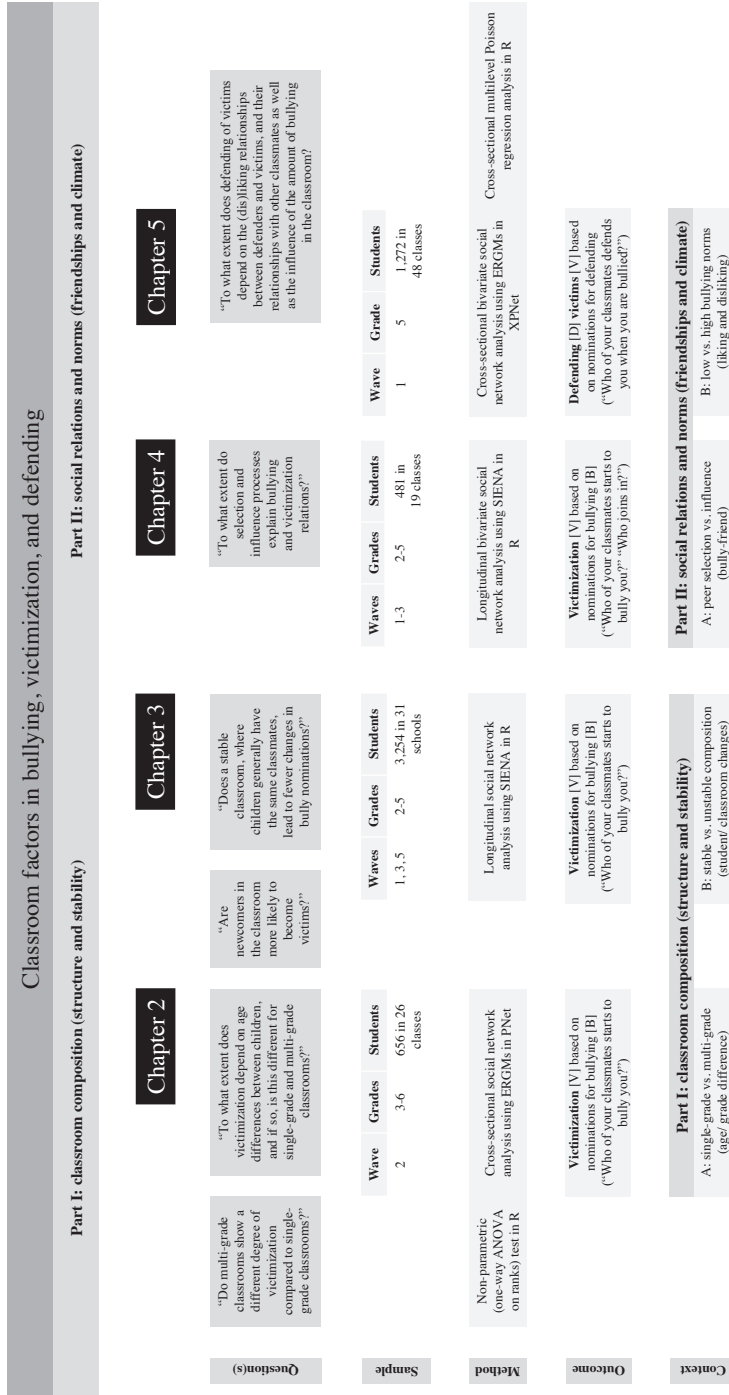 Classroom factors in bullying, victimization, and defending
Part I: classroom composition (structure and stability)
Part II: social relations and norms (friendships and climate)
Chapter 2
Chapter 3
Chapter 4
Chapter 5
Question(s)
“Do multi-grade
classrooms show a
different degree of
victimization
compared to single-
grade classrooms?”
“To what extent does
victimization depend on age
differences between children,
and if so, is this different for
single-grade and multi-grade
classrooms?”
“Are
newcomers in
the classroom
more likely to
become
victims?”
“Does a stable
classroom, where
children generally have
the same classmates,
lead to fewer changes in
bully nominations?”
“To what extent do
selection and
influence processes
explain bullying
and victimization
relations?”
“To what extent does defending of victims
depend on the (dis)liking relationships
between defenders and victims, and their
relationships with other classmates as well
as the influence of the amount of bullying
in the classroom?
Sample
Wave Grades Students
2 3-6 656 in 26
classes
Waves Grades Students
1, 3, 5 2-5 3,254 in 31
schools
Waves Grades Students
1-3 2-5 481 in
19 classes
Wave Grade Students
1 5 1,272 in
48 classes
Method
Non-parametric
(one-way ANOVA
on ranks) test in R
Cross-sectional social network
analysis using ERGMs in PNet
Longitudinal social network
analysis using SIENA in R
Longitudinal bivariate social
network analysis using SIENA in
R
Cross-sectional bivariate social
network analysis using ERGMs in
XPNet
Cross-sectional multilevel Poisson
regression analysis in R
Outcome
Victimization [V] based on
nominations for bullying [B]
(“Who of your classmates starts to
bully you?”)
Victimization [V] based on
nominations for bullying [B]
(“Who of your classmates starts to
bully you?”)
Victimization [V] based on
nominations for bullying [B]
(“Who of your classmates starts to
bully you?” “Who joins in?”)
Defending [D] victims [V] based
on nominations for defending
(“Who of your classmates defends
you when you are bullied?”)
Context
Part I: classroom composition (structure and stability)
A: single-grade vs. multi-grade
(age/ grade difference)
B: stable vs. unstable composition
(student/ classroom changes)
Part II: social relations and norms (friendships and climate)
A: peer selection vs. influence
(bully-friend)
B: low vs. high bullying norms
(liking and disliking)